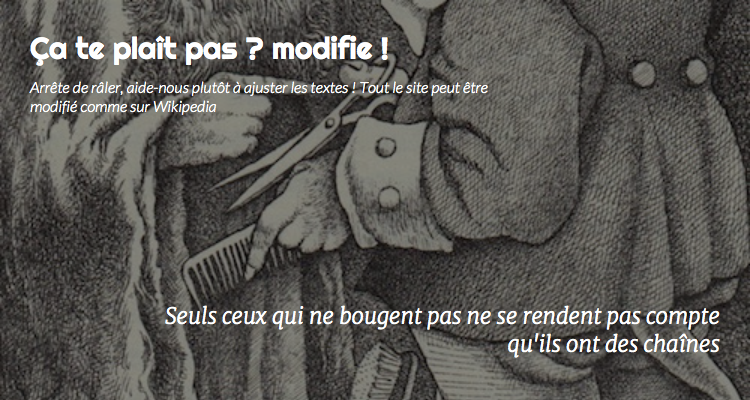 Ça te plaît pas ? modifie !
Arrête de râler, aide-nous plutôt à ajuster les textes ! Tout le site peut être
modifié comme sur Wikipedia
Seuls ceux qui ne bougent pas ne se rendent pas compte
qu'ils ont des chaînes